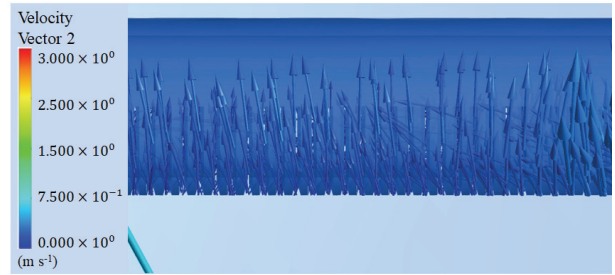 Velocity
Vector 2
3.000 × 10⁰
2.500 × 10⁰
1.500 × 10⁰
7.500 × 10⁻¹
0.000 × 10⁰
(m s⁻¹)